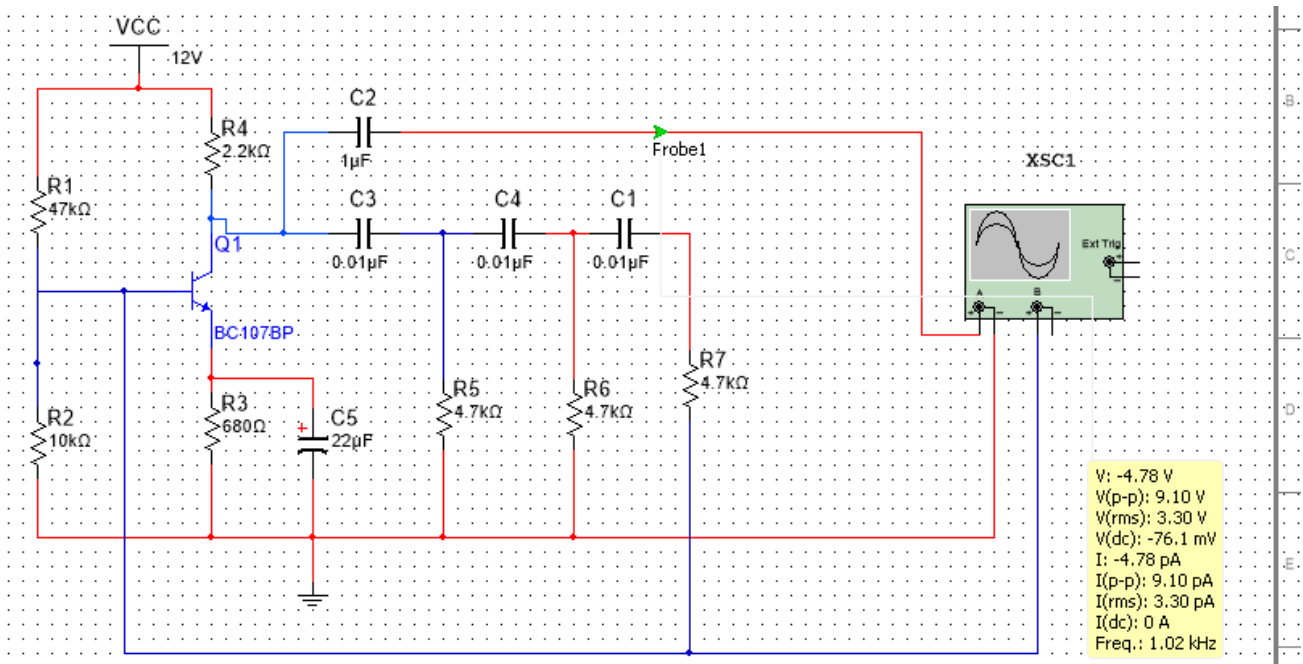 VCC
12V
C2
1µF
Frobe1
XSC1
R4
2.2kΩ
R1
47kΩ
C3
0.01µF
C4
0.01µF
C1
0.01µF
Q1
BC107BP
Ext Trig
+
-
A
B
+
-
+
-
R2
10kΩ
R3
680Ω
+
C5
22µF
R5
4.7kΩ
R6
4.7kΩ
R7
4.7kΩ
B
C
D
E
V: -4.78 V
V(p-p): 9.10 V
V(rms): 3.30 V
V(dc): -76.1 mV
I: -4.78 pA
I(p-p): 9.10 pA
I(rms): 3.30 pA
I(dc): 0 A
Freq.: 1.02 kHz